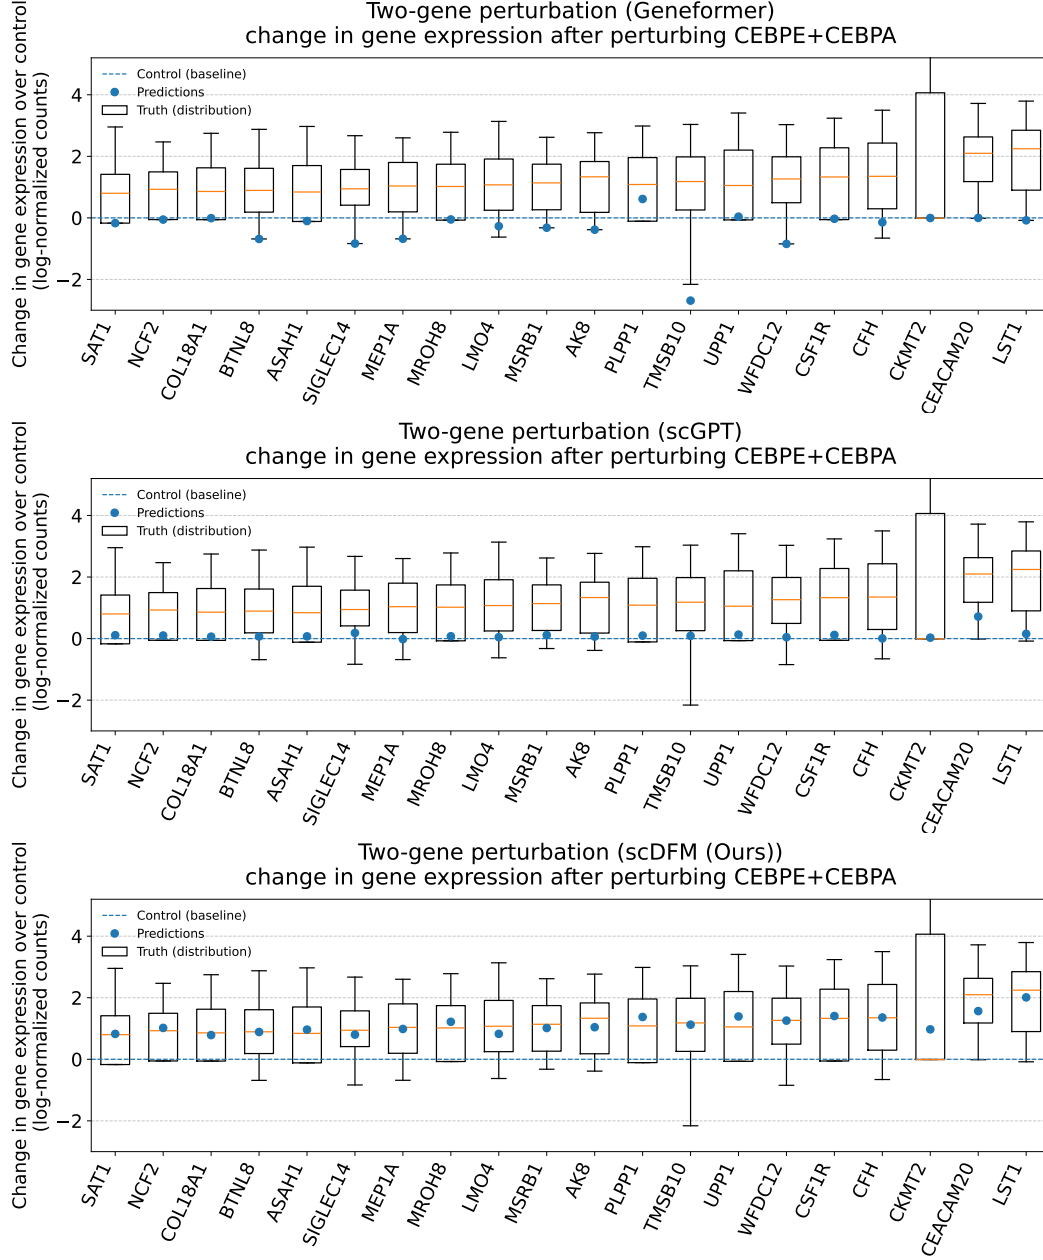 Two-gene perturbation (Geneformer)
change in gene expression after perturbing CEBPE+CEBPA
Change in gene expression over control
(log-normalized counts)
4
2
0
−2
Control (baseline)
Predictions
Truth (distribution)
SAT1
NCF2
COL18A1
BTNL8
ASAH1
SIGLEC14
MEP1A
MROH8
LMO4
MSRB1
AK8
PLPP1
TMSB10
UPP1
WFDC12
CSF1R
CFH
CKMT2
CEACAM20
LST1
Two-gene perturbation (scGPT)
change in gene expression after perturbing CEBPE+CEBPA
Change in gene expression over control
(log-normalized counts)
4
2
0
−2
Control (baseline)
Predictions
Truth (distribution)
SAT1
NCF2
COL18A1
BTNL8
ASAH1
SIGLEC14
MEP1A
MROH8
LMO4
MSRB1
AK8
PLPP1
TMSB10
UPP1
WFDC12
CSF1R
CFH
CKMT2
CEACAM20
LST1
Two-gene perturbation (scDFM (Ours))
change in gene expression after perturbing CEBPE+CEBPA
Change in gene expression over control
(log-normalized counts)
4
2
0
−2
Control (baseline)
Predictions
Truth (distribution)
SAT1
NCF2
COL18A1
BTNL8
ASAH1
SIGLEC14
MEP1A
MROH8
LMO4
MSRB1
AK8
PLPP1
TMSB10
UPP1
WFDC12
CSF1R
CFH
CKMT2
CEACAM20
LST1